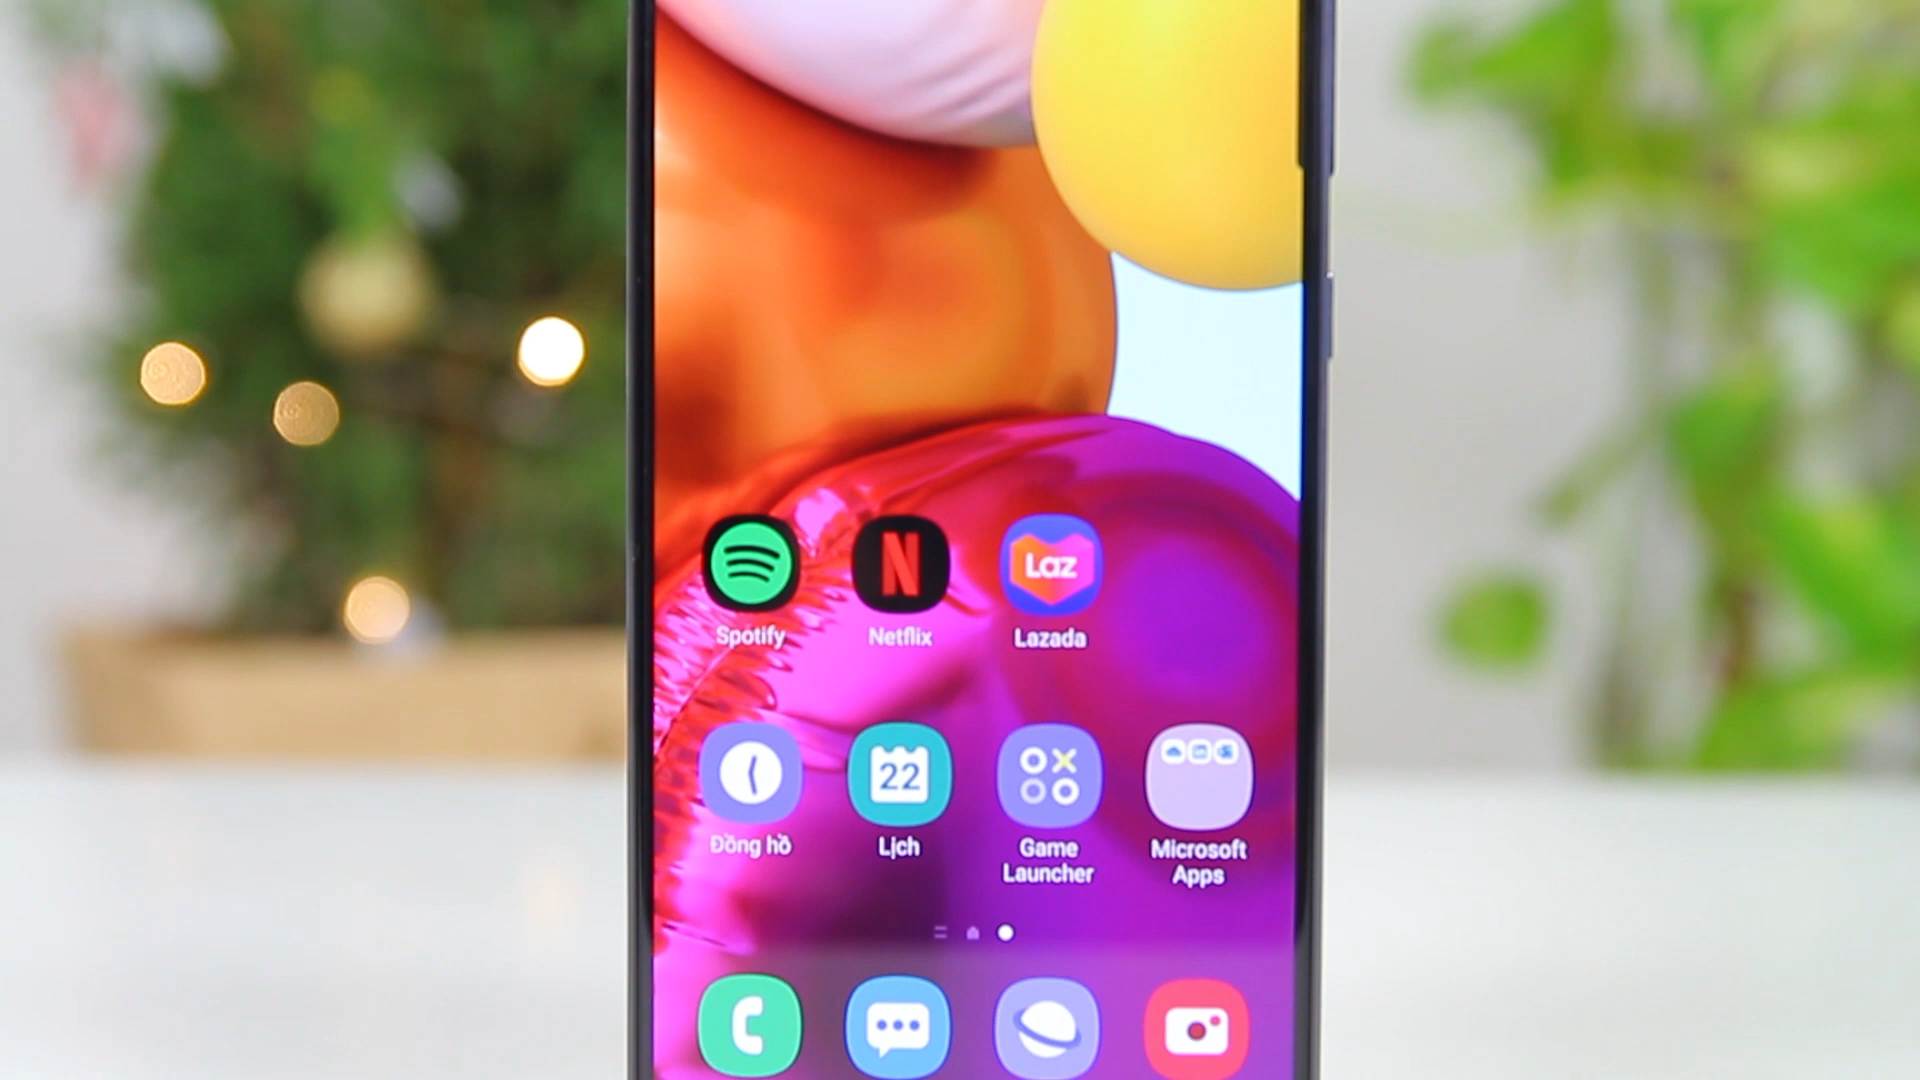 Laz
Spotify
Netflix
Lazada
22
Đồng hồ
Lịch
Game
Launcher
Microsoft
Apps